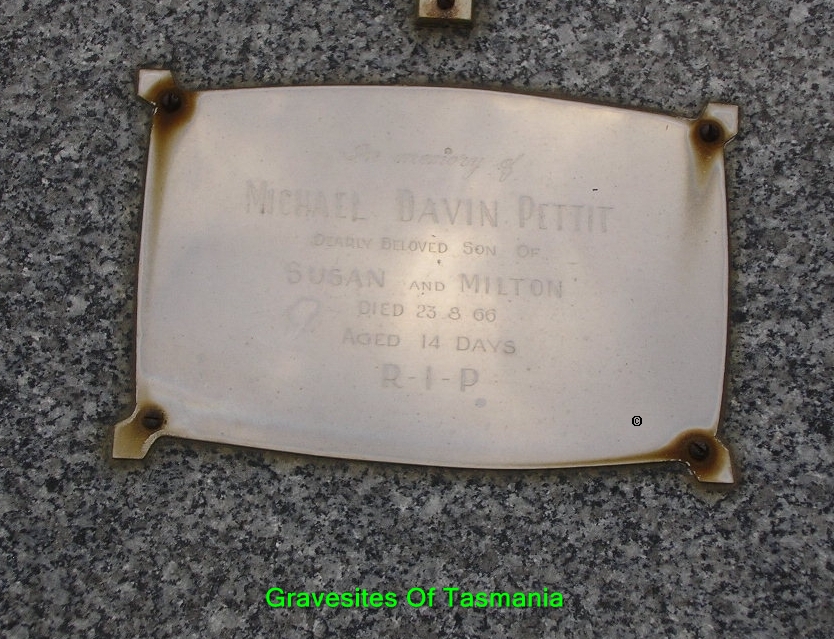 In memory of
MICHAEL DAVIN PETTIT
DEARLY BELOVED SON OF
SUSAN AND MILTON
DIED 23 8 66
AGED 14 DAYS
R-I-P
©
Gravesites Of Tasmania